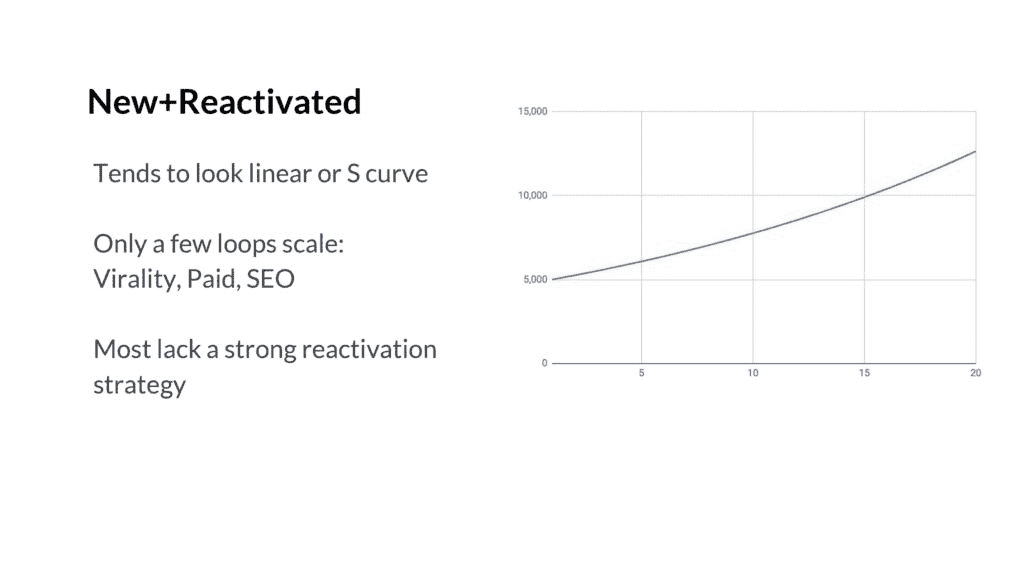 New+Reactivated
Tends to look linear or S curve
Only a few loops scale:
Virality, Paid, SEO
Most lack a strong reactivation
strategy
15,000
10,000
5,000
0
5 10 15 20